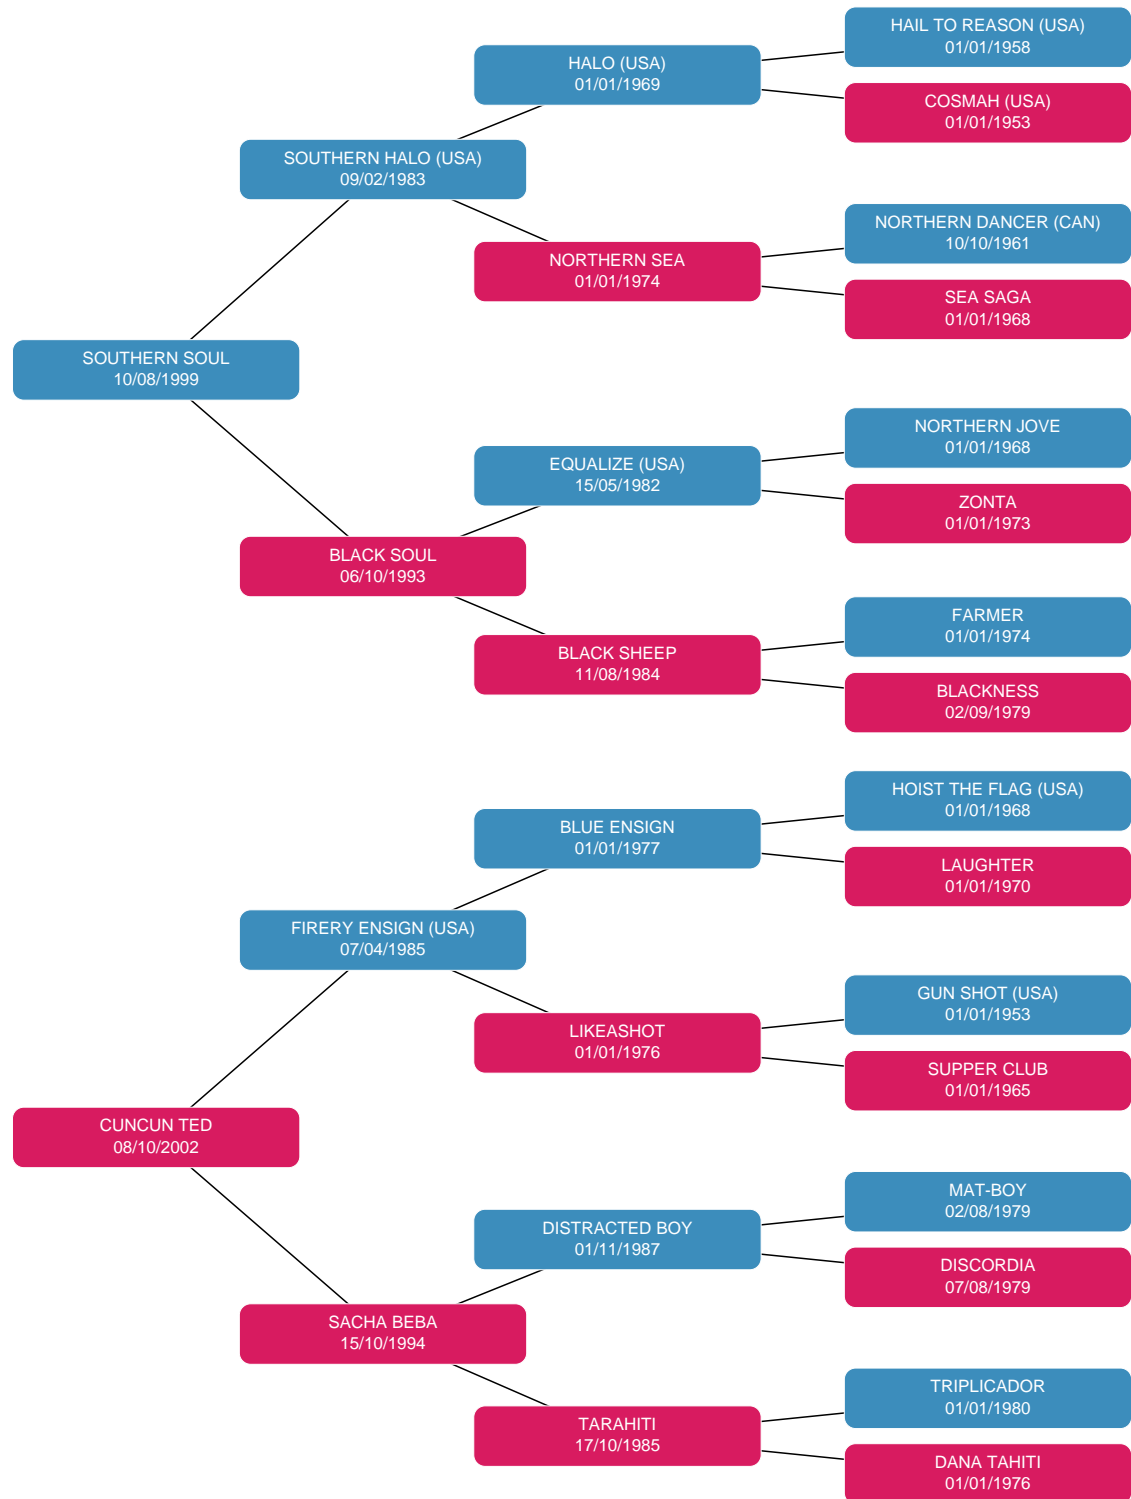 HAIL TO REASON (USA)
01/01/1958
HALO (USA)
01/01/1969
COSMAH (USA)
01/01/1953
SOUTHERN HALO (USA)
09/02/1983
NORTHERN DANCER (CAN)
10/10/1961
NORTHERN SEA
01/01/1974
SEA SAGA
01/01/1968
SOUTHERN SOUL
10/08/1999
NORTHERN JOVE
01/01/1968
EQUALIZE (USA)
15/05/1982
ZONTA
01/01/1973
BLACK SOUL
06/10/1993
FARMER
01/01/1974
BLACK SHEEP
11/08/1984
BLACKNESS
02/09/1979
HOIST THE FLAG (USA)
01/01/1968
BLUE ENSIGN
01/01/1977
LAUGHTER
01/01/1970
FIRERY ENSIGN (USA)
07/04/1985
GUN SHOT (USA)
01/01/1953
LIKEASHOT
01/01/1976
SUPPER CLUB
01/01/1965
CUNCUN TED
08/10/2002
MAT-BOY
02/08/1979
DISTRACTED BOY
01/11/1987
DISCORDIA
07/08/1979
SACHA BEBA
15/10/1994
TRIPLICADOR
01/01/1980
TARAHITI
17/10/1985
DANA TAHITI
01/01/1976